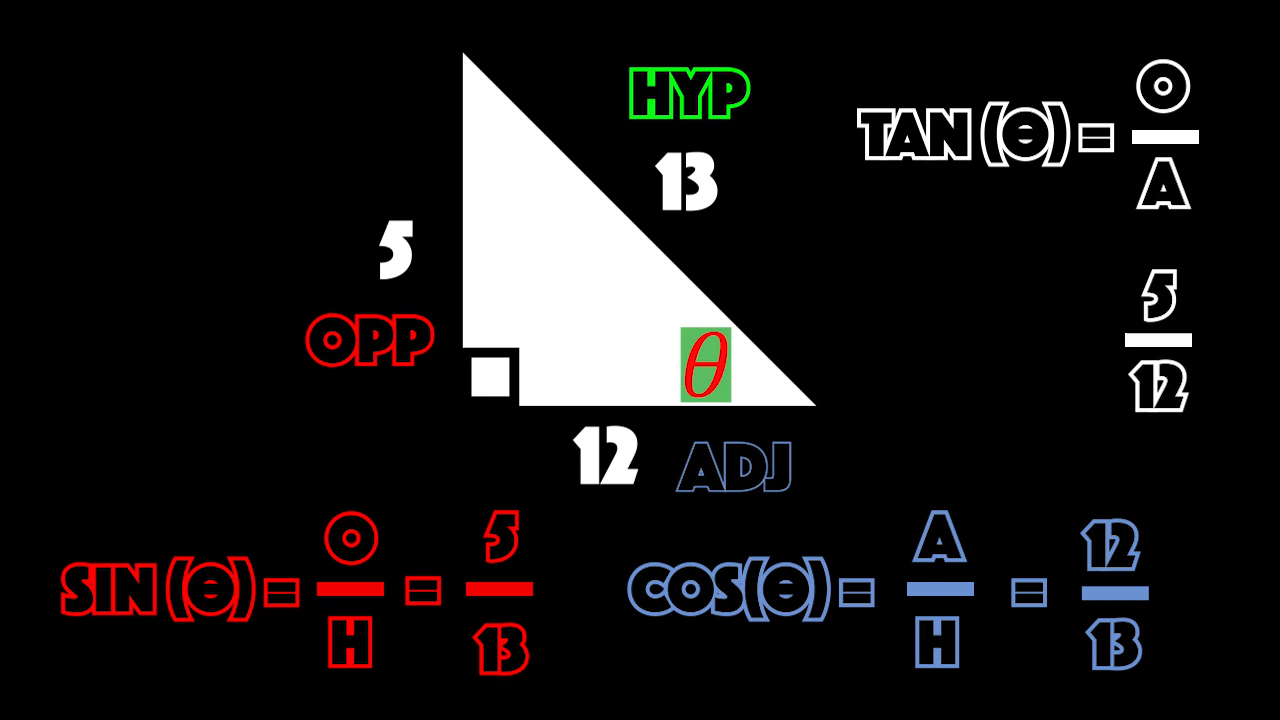 HYP
13
5
OPP
θ
12 ADJ
TAN(θ)= O/A
5/12
SIN(θ)= O/H = 5/13
COS(θ)= A/H = 12/13